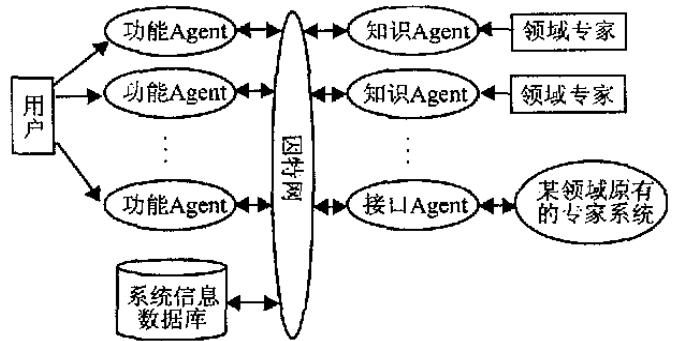 功能Agent
知识Agent
领域专家
用户
功能Agent
知识Agent
领域专家
因特网
功能Agent
接口Agent
某领域原有
的专家系统
系统信息
数据库